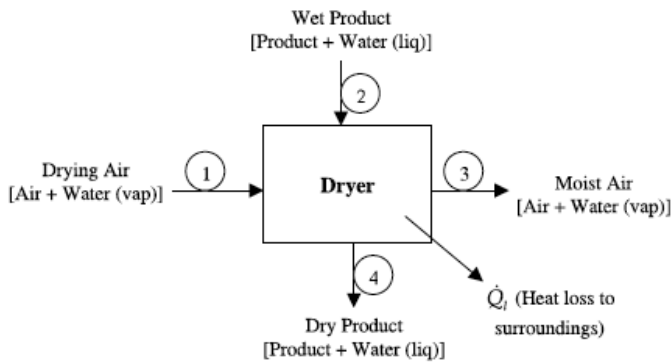 Wet Product
[Product + Water (liq)]
2
Drying Air
[Air + Water (vap)]
1
Dryer
3
Moist Air
[Air + Water (vap)]
4
Q̇l (Heat loss to
surroundings)
Dry Product
[Product + Water (liq)]